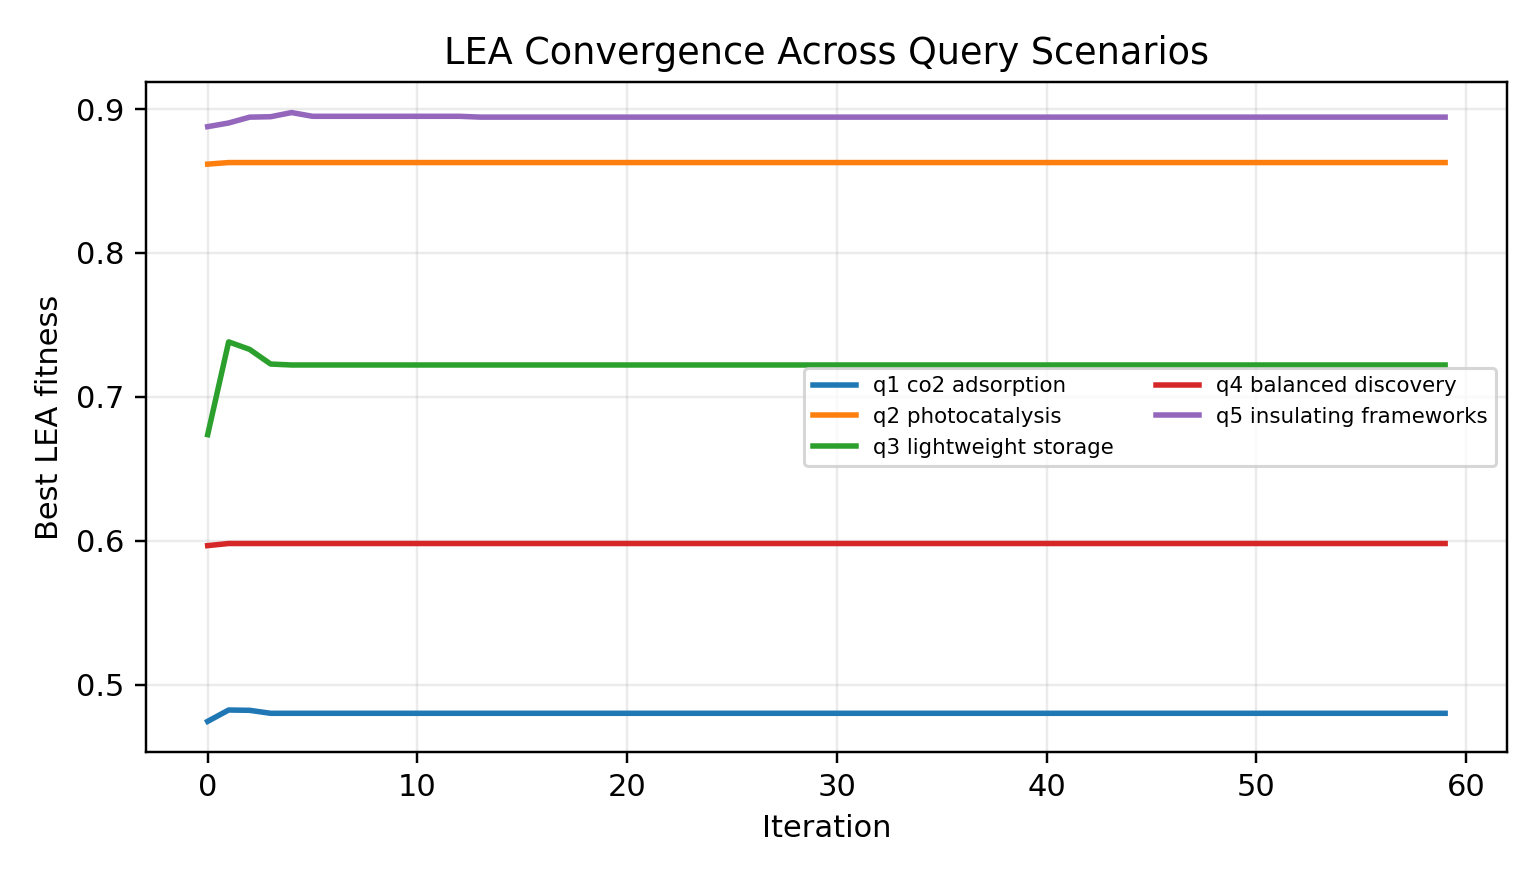 LEA Convergence Across Query Scenarios
Best LEA fitness
0.9
0.8
0.7
0.6
0.5
q1 co2 adsorption
q2 photocatalysis
q3 lightweight storage
q4 balanced discovery
q5 insulating frameworks
0 10 20 30 40 50 60
Iteration